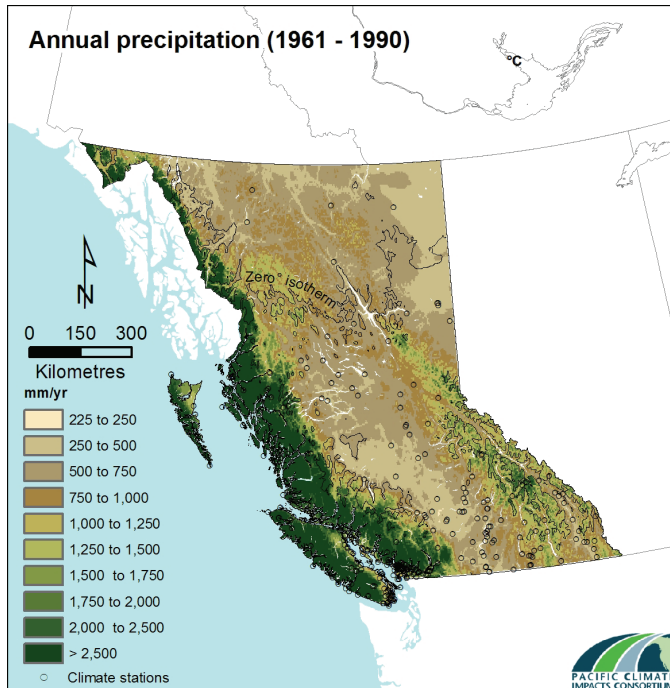 Annual precipitation (1961 - 1990)
°C
Zero° isotherm
N
0 150 300
Kilometres
mm/yr
225 to 250
250 to 500
500 to 750
750 to 1,000
1,000 to 1,250
1,250 to 1,500
1,500 to 1,750
1,750 to 2,000
2,000 to 2,500
> 2,500
Climate stations
PACIFIC CLIMATE
IMPACTS CONSORTIUM